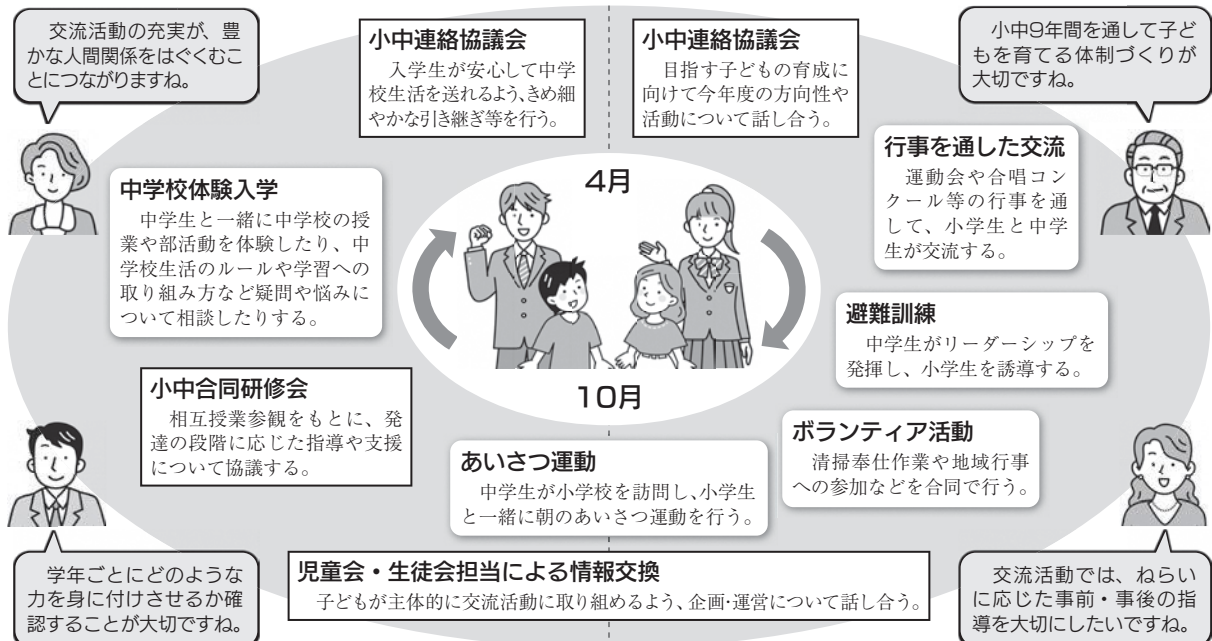 交流活動の充実が、豊
かな人間関係をはぐくむこ
とにつながりますね。
小中連絡協議会
入学生が安心して中学
校生活を送れるよう、きめ細
やかな引き継ぎ等を行う。
小中連絡協議会
目指す子どもの育成に
向けて今年度の方向性や
活動について話し合う。
小中9年間を通して子ど
もを育てる体制づくりが
大切ですね。
中学校体験入学
中学生と一緒に中学校の授
業や部活動を体験したり、中
学校生活のルールや学習への
取り組み方など疑問や悩みに
ついて相談したりする。
4月
行事を通した交流
運動会や合唱コン
クール等の行事を通
して、小学生と中学
生が交流する。
避難訓練
中学生がリーダーシップを
発揮し、小学生を誘導する。
小中合同研修会
相互授業参観をもとに、発
達の段階に応じた指導や支援
について協議する。
10月
あいさつ運動
中学生が小学校を訪問し、小学生
と一緒に朝のあいさつ運動を行う。
ボランティア活動
清掃奉仕作業や地域行事
への参加などを合同で行う。
学年ごとにどのような
力を身に付けさせるか確
認することが大切ですね。
児童会・生徒会担当による情報交換
子どもが主体的に交流活動に取り組めるよう、企画・運営について話し合う。
交流活動では、ねらい
に応じた事前・事後の指
導を大切にしたいですね。